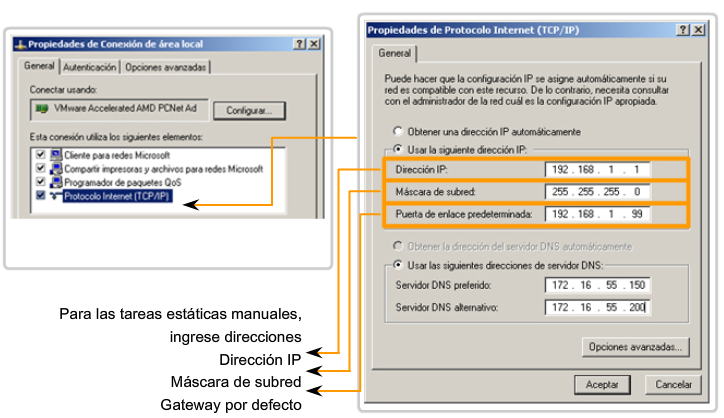 Propiedades de Conexión de área local
General
Autenticación
Opciones avanzadas
Conectar usando:
VMware Accelerated AMD PCNet Ad
Configurar...
Esta conexión utiliza los siguientes elementos:
Cliente para redes Microsoft
Compartir impresoras y archivos para redes Microsoft
Programador de paquetes QoS
Protocolo Internet (TCP/IP)
Para las tareas estáticas manuales,
ingrese direcciones
Dirección IP
Máscara de subred
Gateway por defecto
Propiedades de Protocolo Internet (TCP/IP)
General
Puede hacer que la configuración IP se asigne automáticamente si su
red es compatible con este recurso. De lo contrario, necesita consultar
con el administrador de la red cuál es la configuración IP apropiada.
Obtener una dirección IP automáticamente
Usar la siguiente dirección IP:
Dirección IP: 192 . 168 . 1 . 1
Máscara de subred: 255 . 255 . 255 . 0
Puerta de enlace predeterminada: 192 . 168 . 1 . 99
Obtener la dirección del servidor DNS automáticamente
Usar las siguientes direcciones de servidor DNS:
Servidor DNS preferido: 172 . 16 . 55 . 150
Servidor DNS alternativo: 172 . 16 . 55 . 200
Opciones avanzadas...
Aceptar
Cancelar